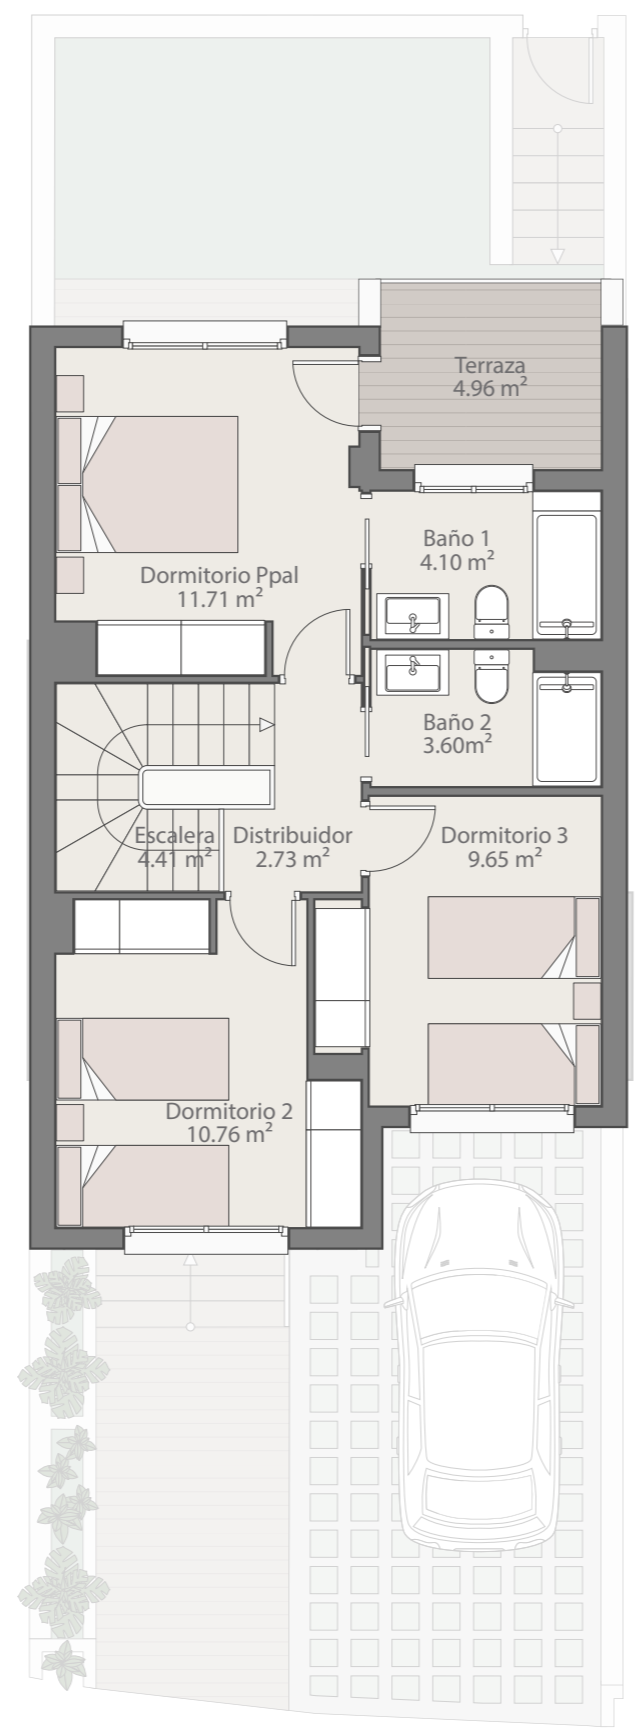 Terraza
4.96 m²
Baño 1
4.10 m²
Dormitorio Ppal
11.71 m²
Baño 2
3.60m²
Escalera
4.41 m²
Distribuidor
2.73 m²
Dormitorio 3
9.65 m²
Dormitorio 2
10.76 m²